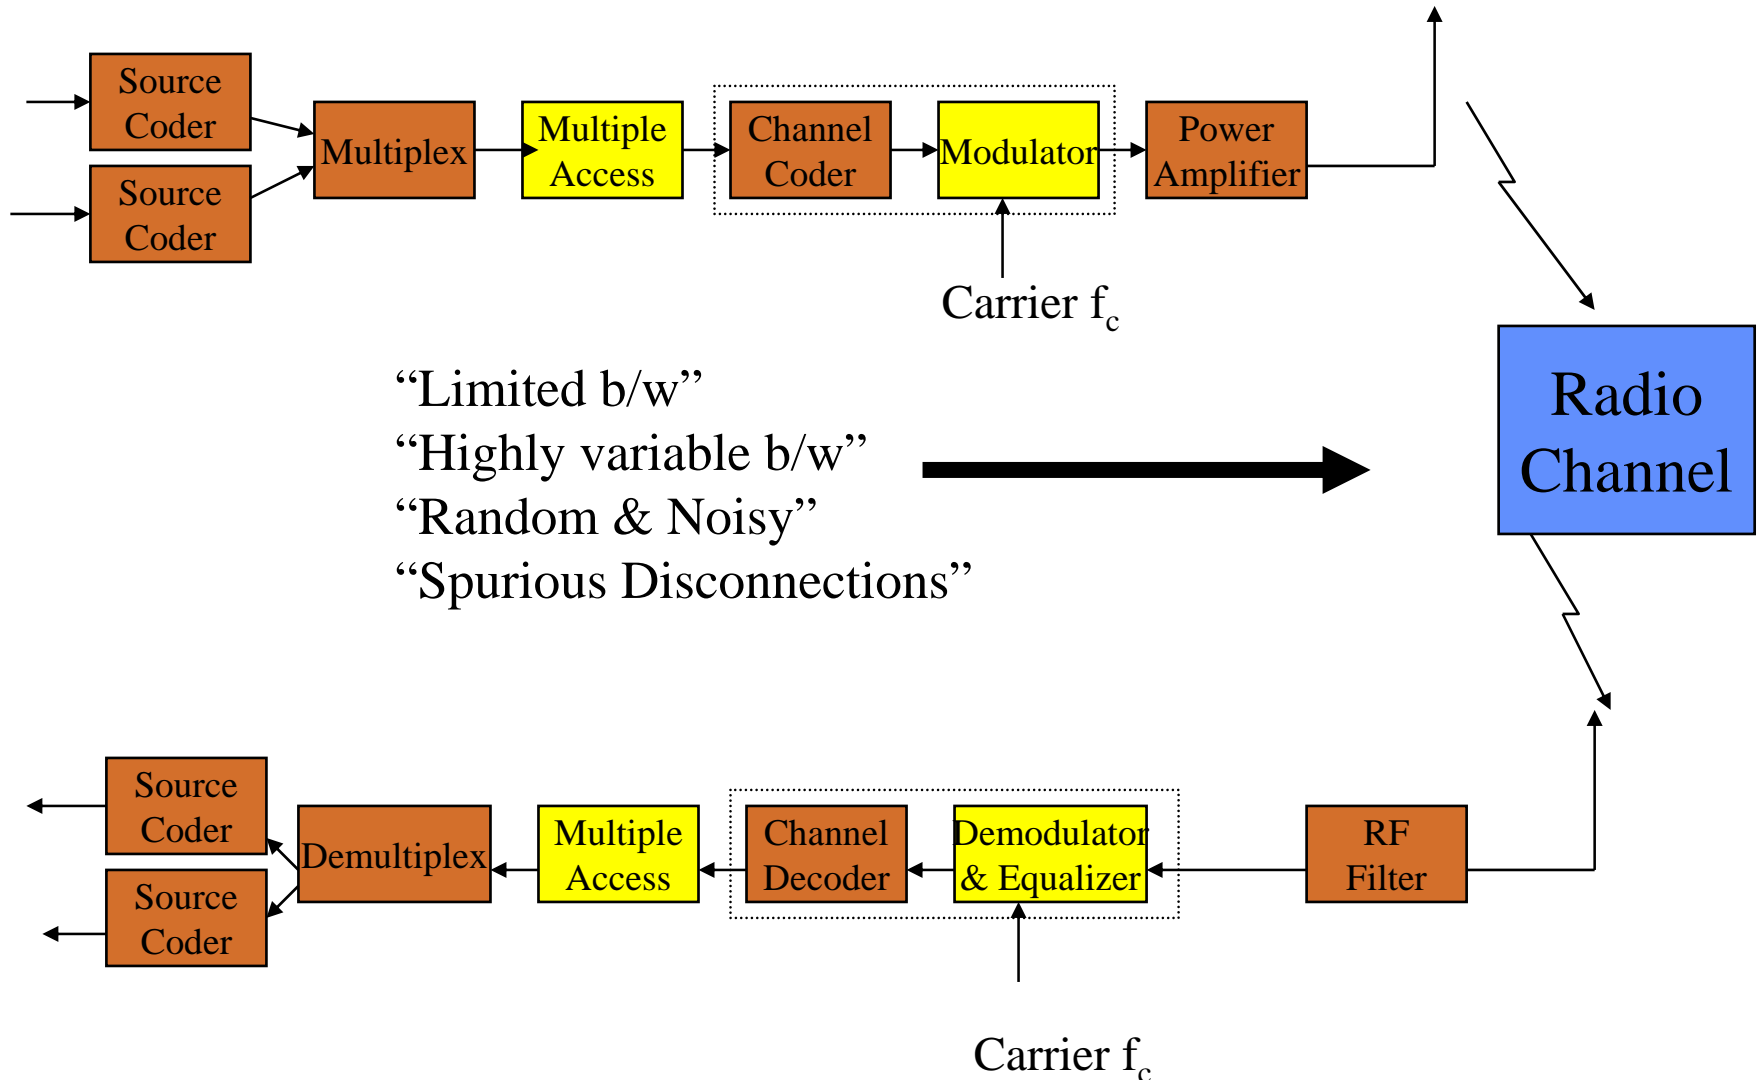 Source
Coder
Source
Coder
Multiplex
Multiple
Access
Channel
Coder
Modulator
Power
Amplifier
Carrier fc
“Limited b/w”
“Highly variable b/w”
“Random & Noisy”
“Spurious Disconnections”
Radio
Channel
Source
Coder
Source
Coder
Demultiplex
Multiple
Access
Channel
Decoder
Demodulator
& Equalizer
RF
Filter
Carrier fc